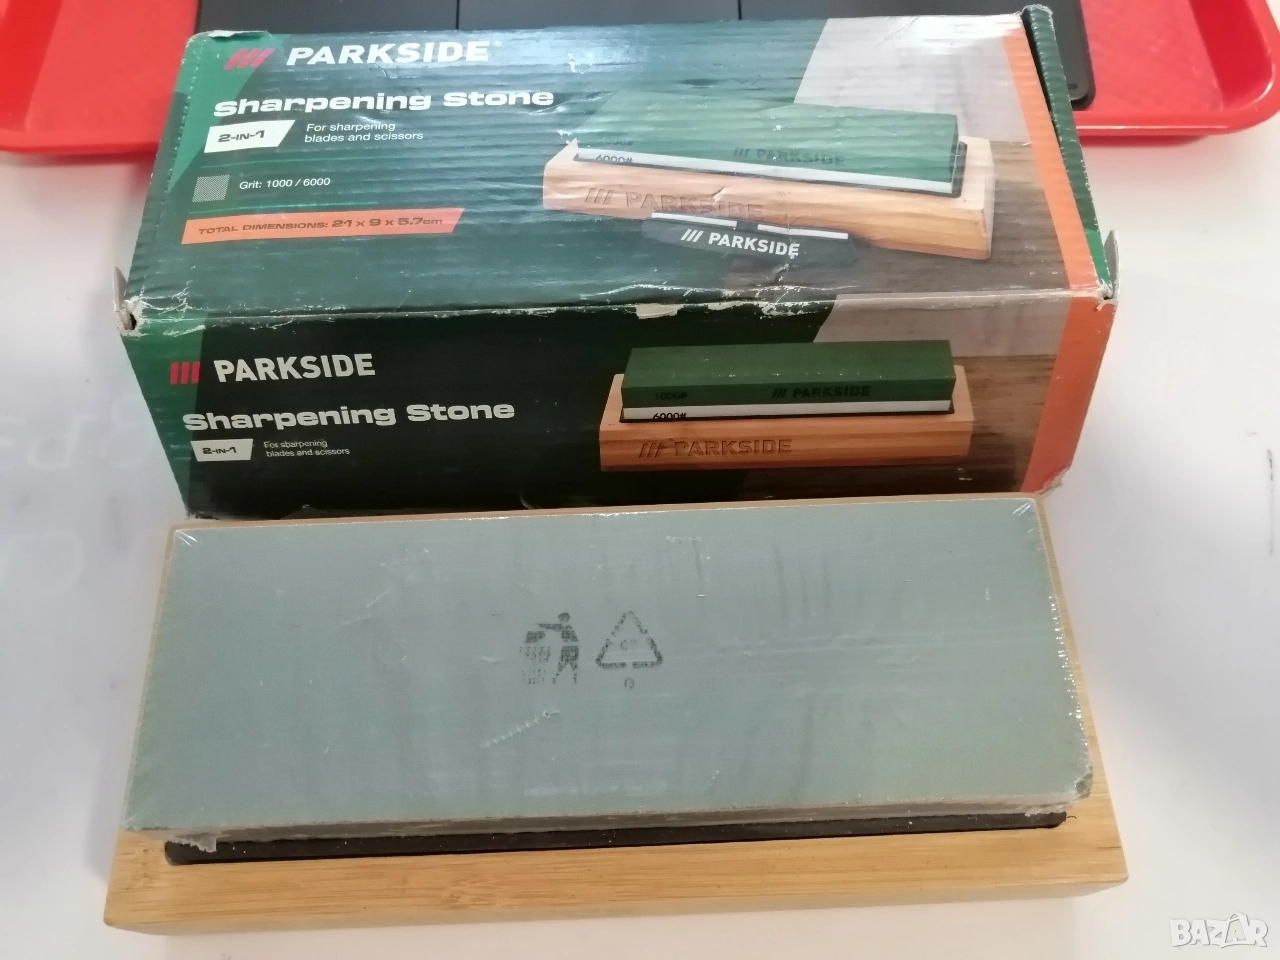 PARKSIDE
Sharpening Stone
2-IN-1
For sharpening
blades and scissors
Grit: 1000 / 6000
TOTAL DIMENSIONS: 21 x 9 x 5.7cm
6000#
PARKSIDE
PARKSIDE
PARKSIDE
PARKSIDE
Sharpening Stone
2-IN-1
For sharpening
blades and scissors
1000#
PARKSIDE
6000#
PARKSIDE
BAZAR